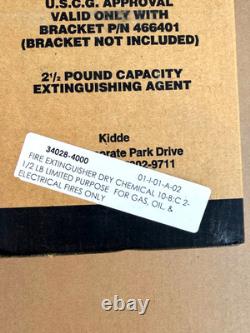 U.S.C.G. APPROVAL
VALID ONLY WITH
BRACKET P/N 466401
(BRACKET NOT INCLUDED)
2½ POUND CAPACITY
EXTINGUISHING AGENT
Kidde
orate Park Drive
02-9711
34028-4000
01-I-01-A-02
FIRE EXTINGUISHER DRY CHEMICAL 10-B:C 2-
1/2 LB LIMITED PURPOSE FOR GAS, OIL &
ELECTRICAL FIRES ONLY
ebay